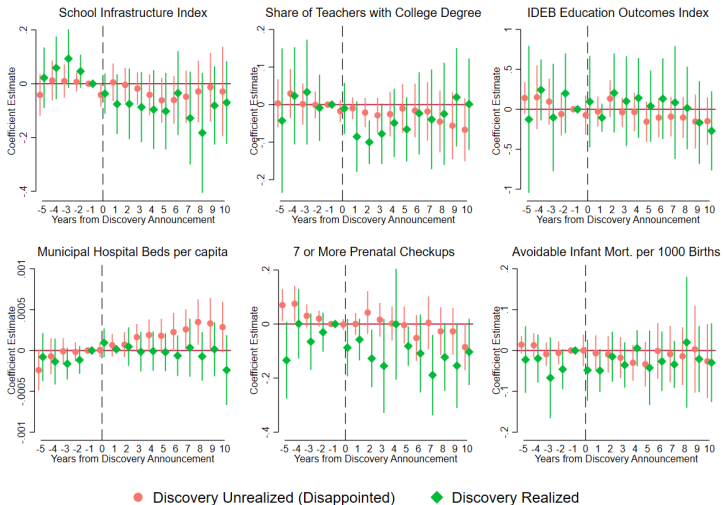 School Infrastructure Index
Coefficient Estimate
.2
0
-.2
-.4
-5 -4 -3 -2 -1 0 1 2 3 4 5 6 7 8 9 10
Years from Discovery Announcement
Share of Teachers with College Degree
Coefficient Estimate
.2
.1
0
-.1
-.2
-5 -4 -3 -2 -1 0 1 2 3 4 5 6 7 8 9 10
Years from Discovery Announcement
IDEB Education Outcomes Index
Coefficient Estimate
1
.5
0
-.5
-1
-5 -4 -3 -2 -1 0 1 2 3 4 5 6 7 8 9 10
Years from Discovery Announcement
Municipal Hospital Beds per capita
Coefficient Estimate
.001
.0005
0
-.0005
-.001
-5 -4 -3 -2 -1 0 1 2 3 4 5 6 7 8 9 10
Years from Discovery Announcement
7 or More Prenatal Checkups
Coefficient Estimate
.2
0
-.2
-.4
-5 -4 -3 -2 -1 0 1 2 3 4 5 6 7 8 9 10
Years from Discovery Announcement
Avoidable Infant Mort. per 1000 Births
Coefficient Estimate
.2
.1
0
-.1
-.2
-5 -4 -3 -2 -1 0 1 2 3 4 5 6 7 8 9 10
Years from Discovery Announcement
Discovery Unrealized (Disappointed)
Discovery Realized